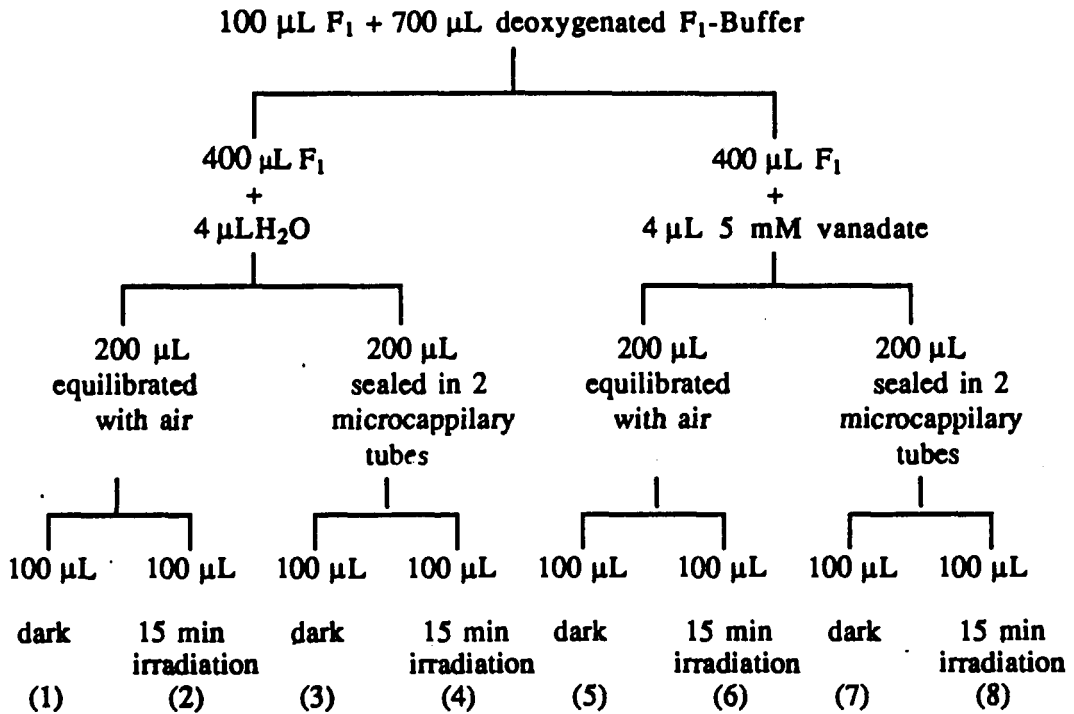 100 µL F₁ + 700 µL deoxygenated F₁-Buffer
400 µL F₁
+
4 µLH₂O
400 µL F₁
+
4 µL 5 mM vanadate
200 µL
equilibrated
with air
200 µL
sealed in 2
microcappilary
tubes
200 µL
equilibrated
with air
200 µL
sealed in 2
microcappilary
tubes
100 µL
dark
(1)
100 µL
15 min
irradiation
(2)
100 µL
dark
(3)
100 µL
15 min
irradiation
(4)
100 µL
dark
(5)
100 µL
15 min
irradiation
(6)
100 µL
dark
(7)
100 µL
15 min
irradiation
(8)